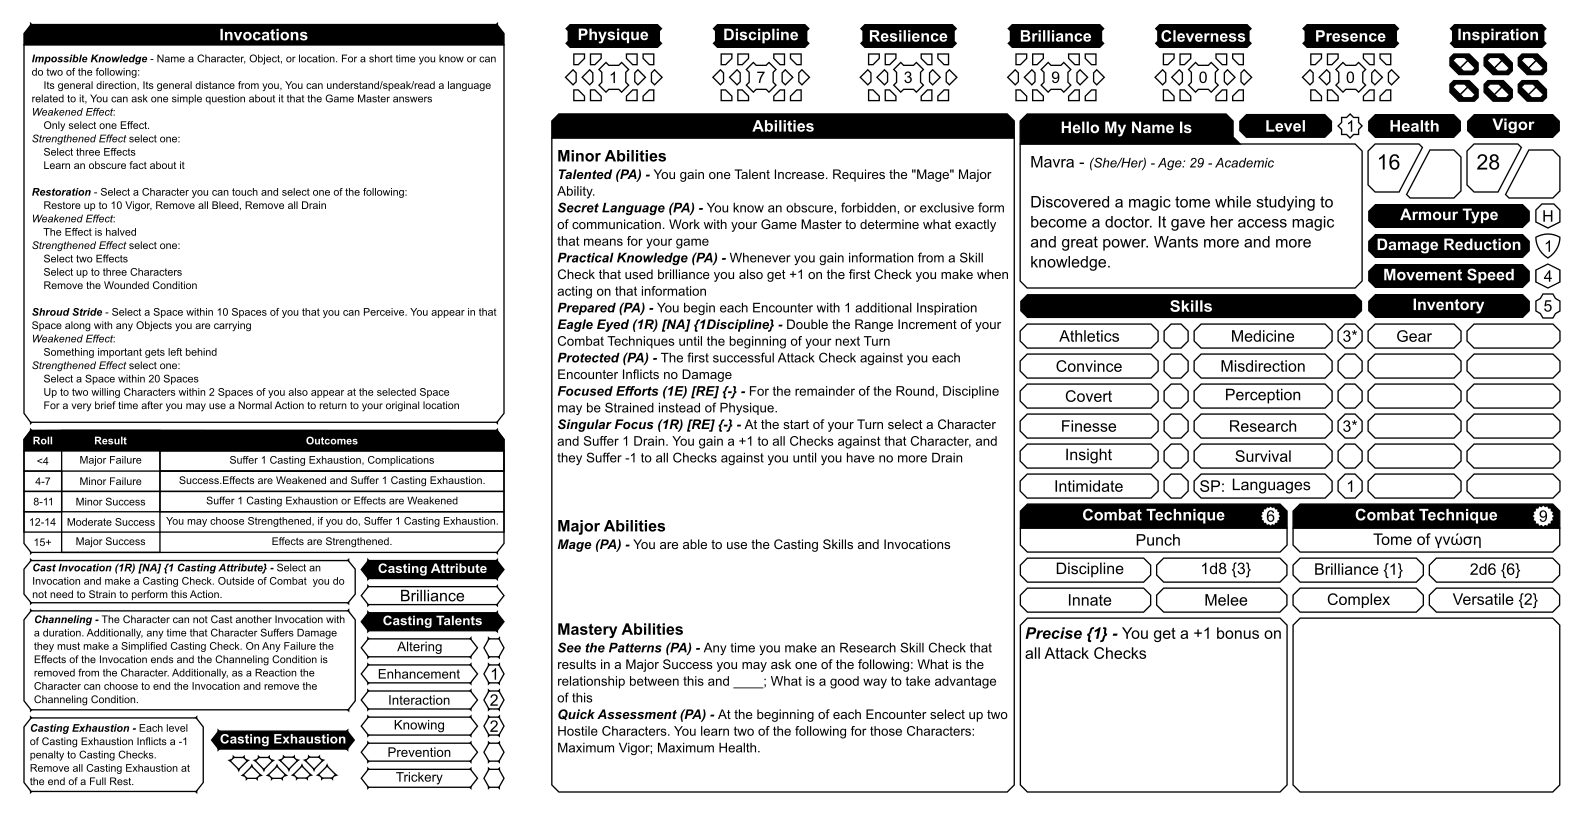 Invocations
Impossible Knowledge - Name a Character, Object, or location. For a short time you know or can
do two of the following:
Its general direction, Its general distance from you, You can understand/speak/read a language
related to it, You can ask one simple question about it that the Game Master answers
Weakened Effect:
Only select one Effect.
Strengthened Effect select one:
Select three Effects
Learn an obscure fact about it
Restoration - Select a Character you can touch and select one of the following:
Restore up to 10 Vigor, Remove all Bleed, Remove all Drain
Weakened Effect:
The Effect is halved
Strengthened Effect select one:
Select two Effects
Select up to three Characters
Remove the Wounded Condition
Shroud Stride - Select a Space within 10 Spaces of you that you can Perceive. You appear in that
Space along with any Objects you are carrying
Weakened Effect:
Something important gets left behind
Strengthened Effect select one:
Select a Space within 20 Spaces
Up to two willing Characters within 2 Spaces of you also appear at the selected Space
For a very brief time after you may use a Normal Action to return to your original location
Roll Result Outcomes
<4 Major Failure Suffer 1 Casting Exhaustion, Complications
4-7 Minor Failure Success.Effects are Weakened and Suffer 1 Casting Exhaustion.
8-11 Minor Success Suffer 1 Casting Exhaustion or Effects are Weakened
12-14 Moderate Success You may choose Strengthened, if you do, Suffer 1 Casting Exhaustion.
15+ Major Success Effects are Strengthened.
Cast Invocation (1R) [NA] {1 Casting Attribute} - Select an
Invocation and make a Casting Check. Outside of Combat you do
not need to Strain to perform this Action.
Channeling - The Character can not Cast another Invocation with
a duration. Additionally, any time that Character Suffers Damage
they must make a Simplified Casting Check. On Any Failure the
Effects of the Invocation ends and the Channeling Condition is
removed from the Character. Additionally, as a Reaction the
Character can choose to end the Invocation and remove the
Channeling Condition.
Casting Exhaustion - Each level
of Casting Exhaustion Inflicts a -1
penalty to Casting Checks.
Remove all Casting Exhaustion at
the end of a Full Rest.
Casting Exhaustion
Casting Attribute
Brilliance
Casting Talents
Altering
Enhancement 1
Interaction 2
Knowing 2
Prevention
Trickery
Physique Discipline Resilience Brilliance Cleverness Presence Inspiration
1 7 3 9 0 0
Abilities
Minor Abilities
Talented (PA) - You gain one Talent Increase. Requires the "Mage" Major
Ability.
Secret Language (PA) - You know an obscure, forbidden, or exclusive form
of communication. Work with your Game Master to determine what exactly
that means for your game
Practical Knowledge (PA) - Whenever you gain information from a Skill
Check that used brilliance you also get +1 on the first Check you make when
acting on that information
Prepared (PA) - You begin each Encounter with 1 additional Inspiration
Eagle Eyed (1R) [NA] {1Discipline} - Double the Range Increment of your
Combat Techniques until the beginning of your next Turn
Protected (PA) - The first successful Attack Check against you each
Encounter Inflicts no Damage
Focused Efforts (1E) [RE] {-} - For the remainder of the Round, Discipline
may be Strained instead of Physique.
Singular Focus (1R) [RE] {-} - At the start of your Turn select a Character
and Suffer 1 Drain. You gain a +1 to all Checks against that Character, and
they Suffer -1 to all Checks against you until you have no more Drain
Major Abilities
Mage (PA) - You are able to use the Casting Skills and Invocations
Mastery Abilities
See the Patterns (PA) - Any time you make an Research Skill Check that
results in a Major Success you may ask one of the following: What is the
relationship between this and ____; What is a good way to take advantage
of this
Quick Assessment (PA) - At the beginning of each Encounter select up two
Hostile Characters. You learn two of the following for those Characters:
Maximum Vigor; Maximum Health.
Hello My Name Is Level 1 Health Vigor
Mavra - (She/Her) - Age: 29 - Academic
Discovered a magic tome while studying to
become a doctor. It gave her access magic
and great power. Wants more and more
knowledge.
16 28
Armour Type H
Damage Reduction 1
Movement Speed 4
Skills Inventory 5
Athletics Medicine 3* Gear
Convince Misdirection
Covert Perception
Finesse Research 3*
Insight Survival
Intimidate SP: Languages 1
Combat Technique 6 Combat Technique 9
Punch Tome of γνώση
Discipline 1d8 {3} Brilliance {1} 2d6 {6}
Innate Melee Complex Versatile {2}
Precise {1} - You get a +1 bonus on
all Attack Checks